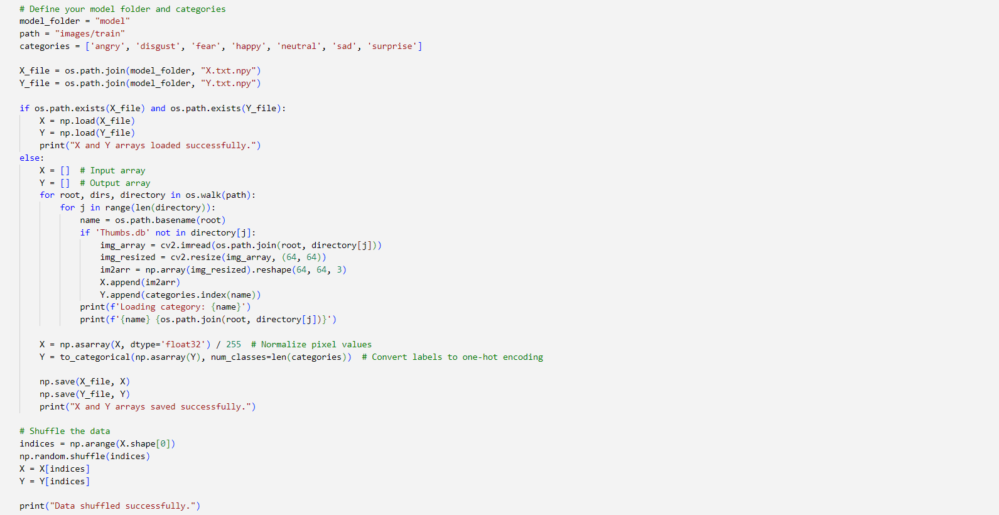 # Define your model folder and categories
model_folder = "model"
path = "images/train"
categories = ['angry', 'disgust', 'fear', 'happy', 'neutral', 'sad', 'surprise']

X_file = os.path.join(model_folder, "X.txt.npy")
Y_file = os.path.join(model_folder, "Y.txt.npy")

if os.path.exists(X_file) and os.path.exists(Y_file):
    X = np.load(X_file)
    Y = np.load(Y_file)
    print("X and Y arrays loaded successfully.")
else:
    X = []  # Input array
    Y = []  # Output array
    for root, dirs, directory in os.walk(path):
        for j in range(len(directory)):
            name = os.path.basename(root)
            if 'Thumbs.db' not in directory[j]:
                img_array = cv2.imread(os.path.join(root, directory[j]))
                img_resized = cv2.resize(img_array, (64, 64))
                im2arr = np.array(img_resized).reshape(64, 64, 3)
                X.append(im2arr)
                Y.append(categories.index(name))
            print(f'Loading category: {name}')
            print(f'{name} {os.path.join(root, directory[j])}')

    X = np.asarray(X, dtype='float32') / 255  # Normalize pixel values
    Y = to_categorical(np.asarray(Y), num_classes=len(categories))  # Convert labels to one-hot encoding

    np.save(X_file, X)
    np.save(Y_file, Y)
    print("X and Y arrays saved successfully.")

# Shuffle the data
indices = np.arange(X.shape[0])
np.random.shuffle(indices)
X = X[indices]
Y = Y[indices]

print("Data shuffled successfully.")